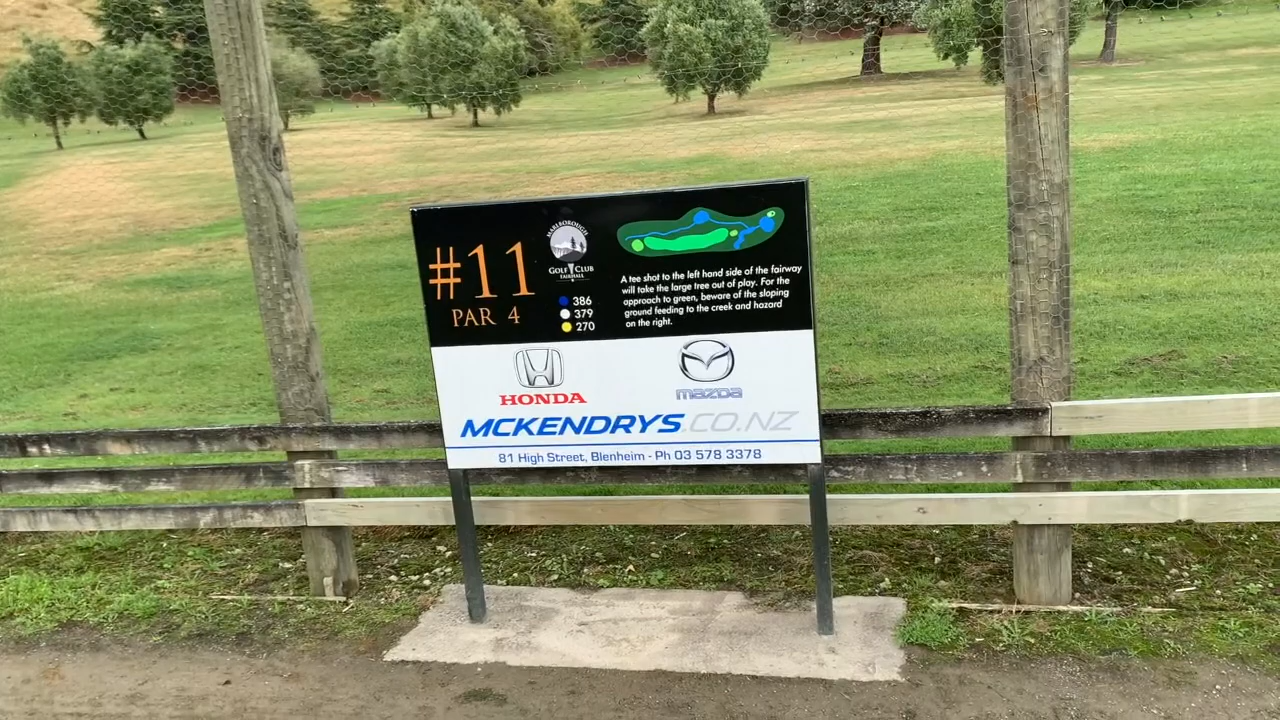 #11
PAR 4
MARLBOROUGH
GOLF CLUB
FAIRHALL
386
379
270
A tee shot to the left hand side of the fairway
will take the large tree out of play. For the
approach to green, beware of the sloping
ground feeding to the creek and hazard
on the right.
HONDA
mazda
MCKENDRYS.CO.NZ
81 High Street, Blenheim - Ph 03 578 3378